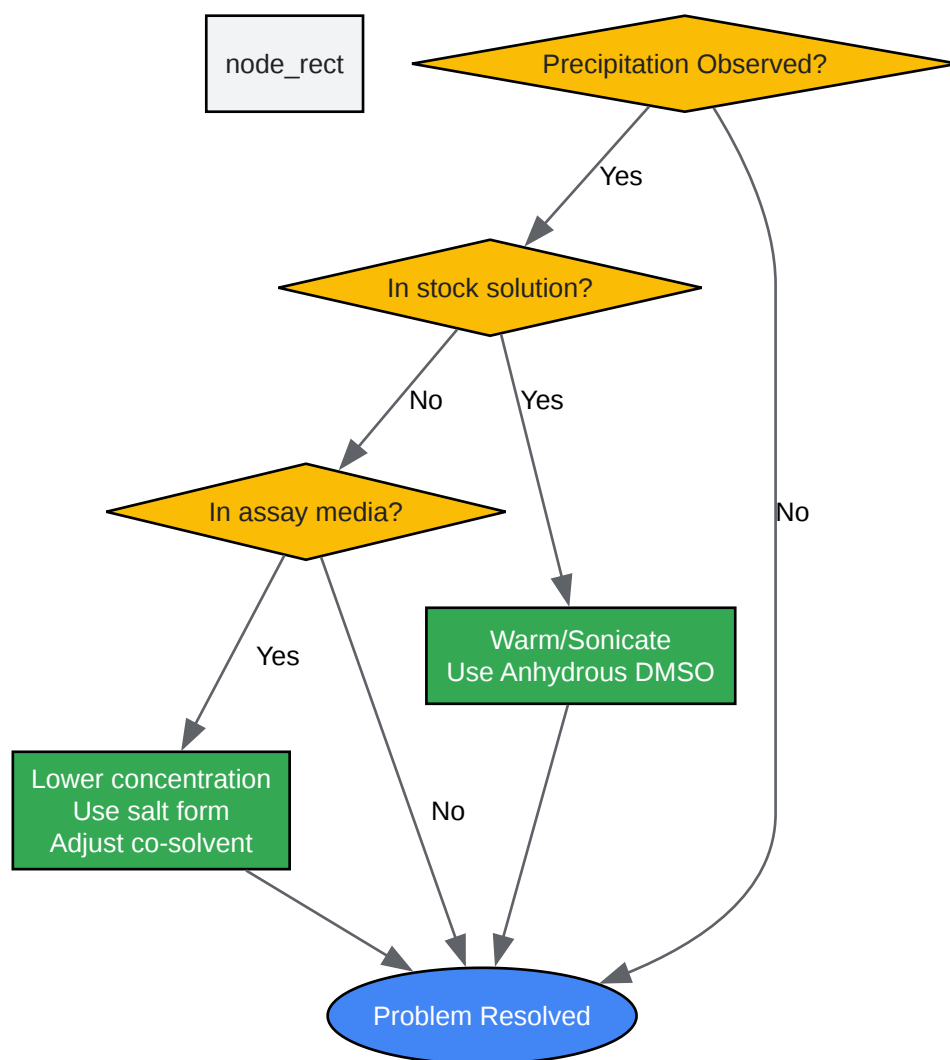 node_rect
Precipitation Observed?
Yes
In stock solution?
No
Yes
In assay media?
No
Yes
Warm/Sonicate
Use Anhydrous DMSO
Lower concentration
Use salt form
Adjust co-solvent
No
Problem Resolved